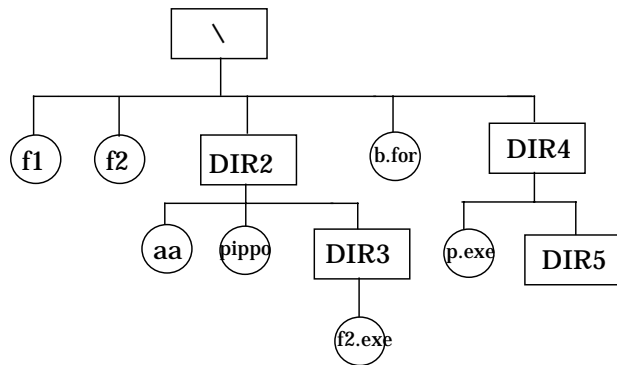 \
f1 f2 DIR2 b.for DIR4
aa pippo DIR3 p.exe DIR5
f2.exe